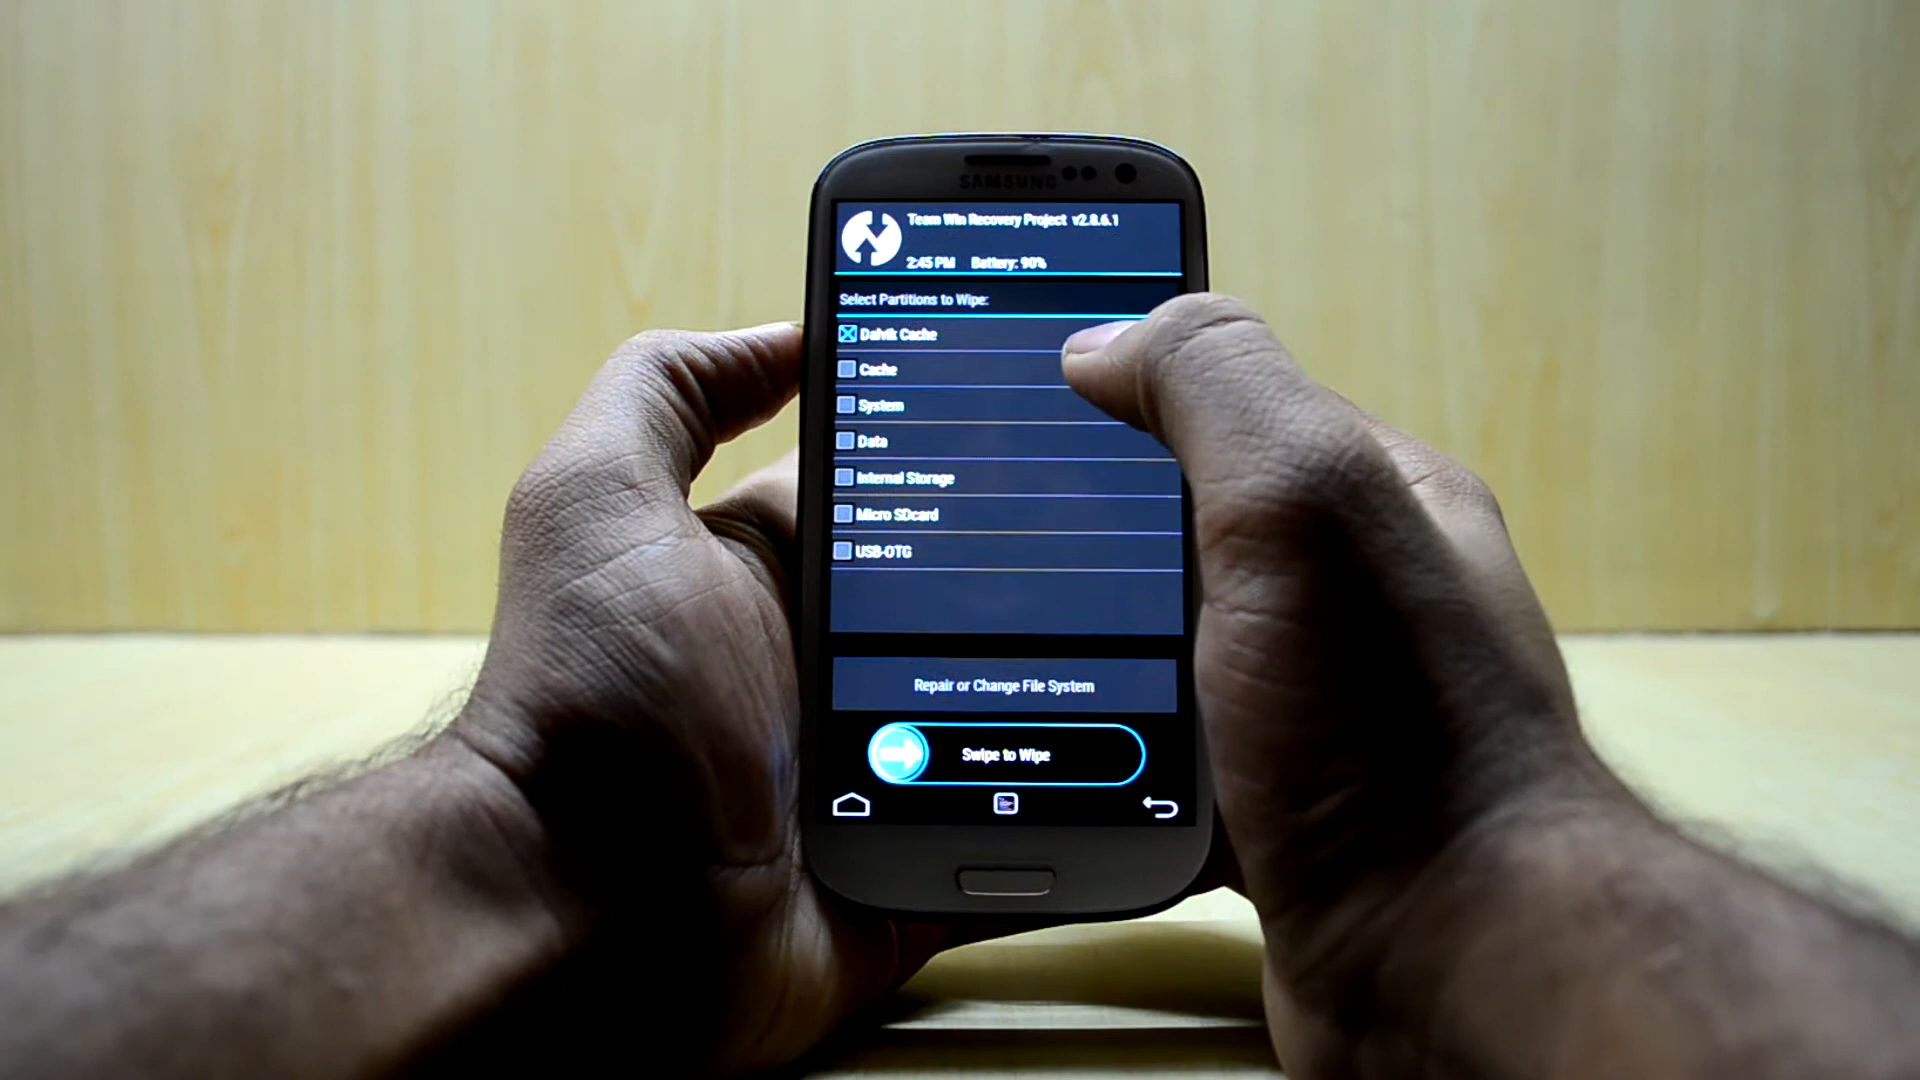 SAMSUNG
Team Win Recovery Project v2.8.6.1
2:45 PM Battery: 90%
Select Partitions to Wipe:
Dalvik Cache
Cache
System
Data
Internal Storage
Micro SDcard
USB-OTG
Repair or Change File System
Swipe to Wipe